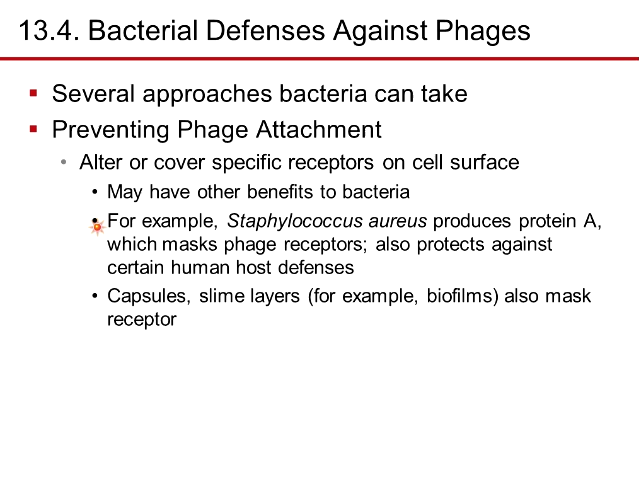 13.4. Bacterial Defenses Against Phages
▪ Several approaches bacteria can take
▪ Preventing Phage Attachment
• Alter or cover specific receptors on cell surface
• May have other benefits to bacteria
• For example, Staphylococcus aureus produces protein A,
which masks phage receptors; also protects against
certain human host defenses
• Capsules, slime layers (for example, biofilms) also mask
receptor